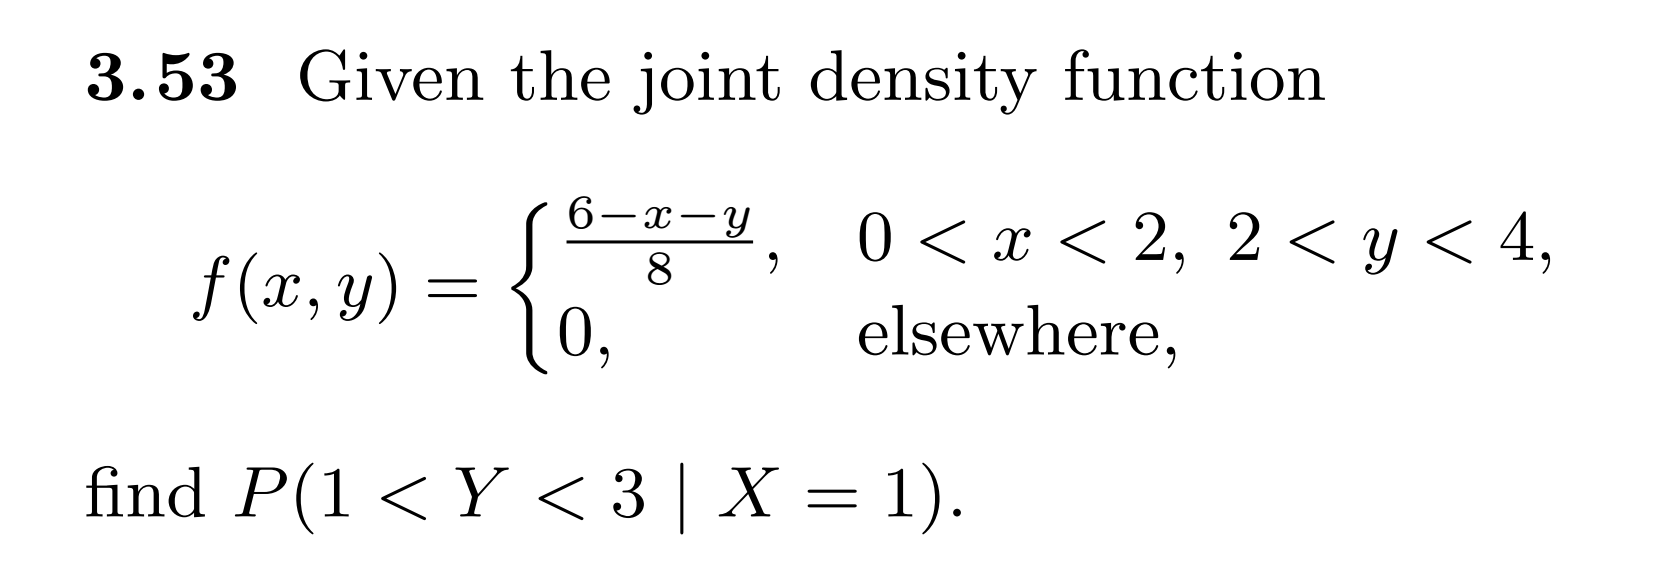 3.53 Given the joint density function
f(x, y) = { \frac{6-x-y}{8}, 0 < x < 2, 2 < y < 4,
0, elsewhere,
find P(1 < Y < 3 | X = 1).